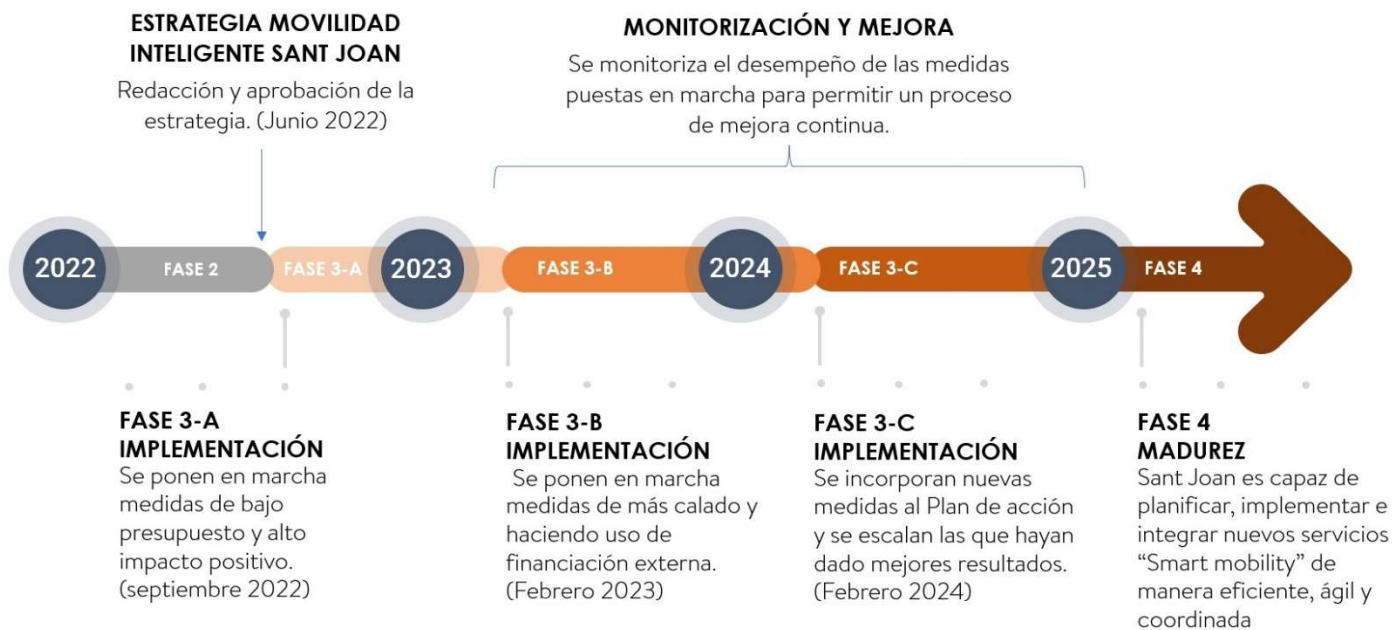 ESTRATEGIA MOVILIDAD
INTELIGENTE SANT JOAN
Redacción y aprobación de la
estrategia. (Junio 2022)
MONITORIZACIÓN Y MEJORA
Se monitoriza el desempeño de las medidas
puestas en marcha para permitir un proceso
de mejora continua.
2022
FASE 2
FASE 3-A
2023
FASE 3-B
2024
FASE 3-C
2025
FASE 4
FASE 3-A
IMPLEMENTACIÓN
Se ponen en marcha
medidas de bajo
presupuesto y alto
impacto positivo.
(septiembre 2022)
FASE 3-B
IMPLEMENTACIÓN
Se ponen en marcha
medidas de más calado y
haciendo uso de
financiación externa.
(Febrero 2023)
FASE 3-C
IMPLEMENTACIÓN
Se incorporan nuevas
medidas al Plan de acción
y se escalan las que hayan
dado mejores resultados.
(Febrero 2024)
FASE 4
MADUREZ
Sant Joan es capaz de
planificar, implementar e
integrar nuevos servicios
“Smart mobility” de
manera eficiente, ágil y
coordinada